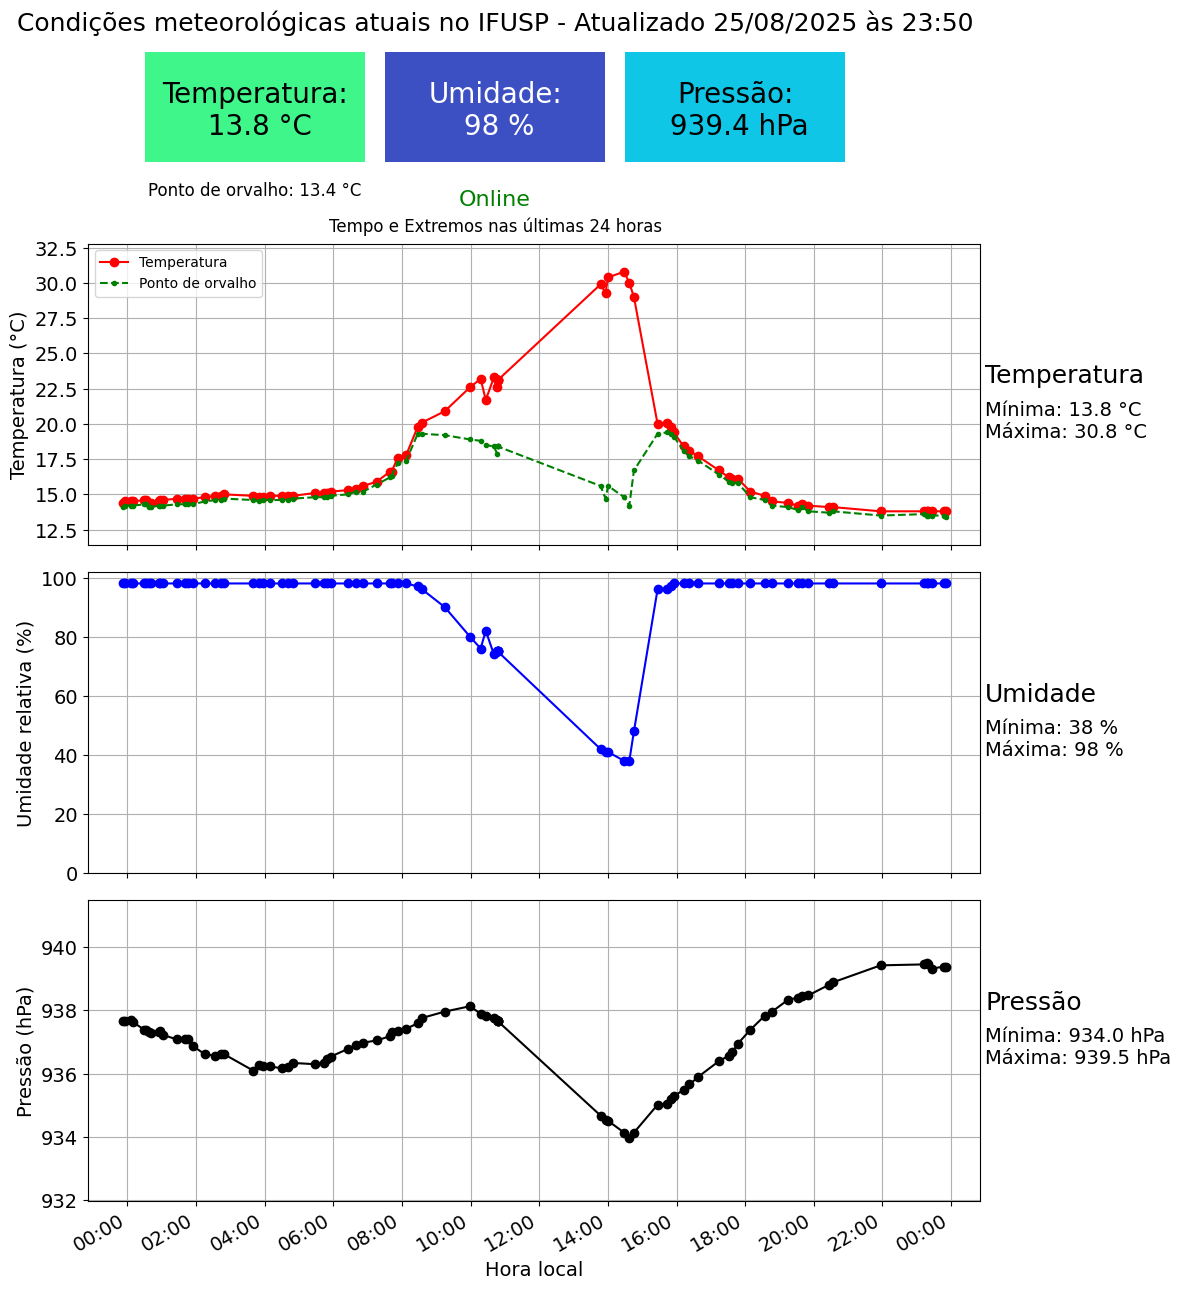 Condições meteorológicas atuais no IFUSP - Atualizado 25/08/2025 às 23:50
Temperatura:
13.8 °C
Umidade:
98 %
Pressão:
939.4 hPa
Ponto de orvalho: 13.4 °C
Online
Tempo e Extremos nas últimas 24 horas
Temperatura (°C)
32.5
30.0
27.5
25.0
22.5
20.0
17.5
15.0
12.5
Temperatura
Ponto de orvalho
Temperatura
Mínima: 13.8 °C
Máxima: 30.8 °C
Umidade relativa (%)
100
80
60
40
20
0
Umidade
Mínima: 38 %
Máxima: 98 %
Pressão (hPa)
940
938
936
934
932
Pressão
Mínima: 934.0 hPa
Máxima: 939.5 hPa
00:00
02:00
04:00
06:00
08:00
10:00
12:00
14:00
16:00
18:00
20:00
22:00
00:00
Hora local